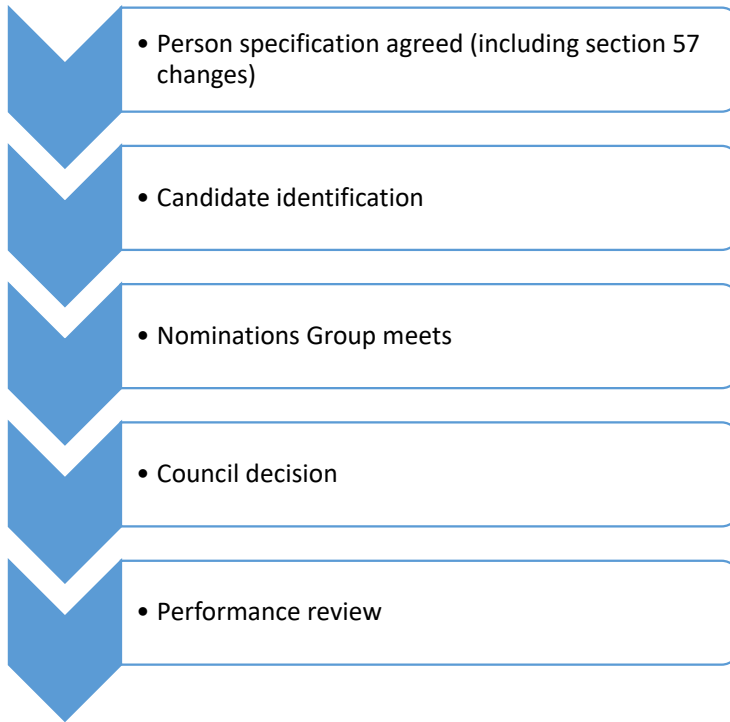 • Person specification agreed (including section 57
changes)
• Candidate identification
• Nominations Group meets
• Council decision
• Performance review